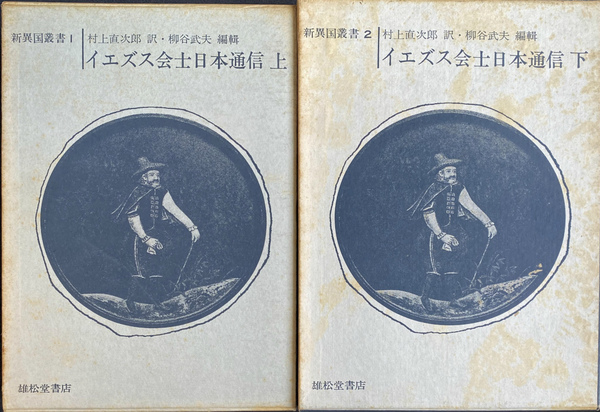 新異国叢書 1
村上直次郎 訳・柳谷武夫 編輯
イエズス会士日本通信 上
雄松堂書店
新異国叢書 2
村上直次郎 訳・柳谷武夫 編輯
イエズス会士日本通信 下
雄松堂書店